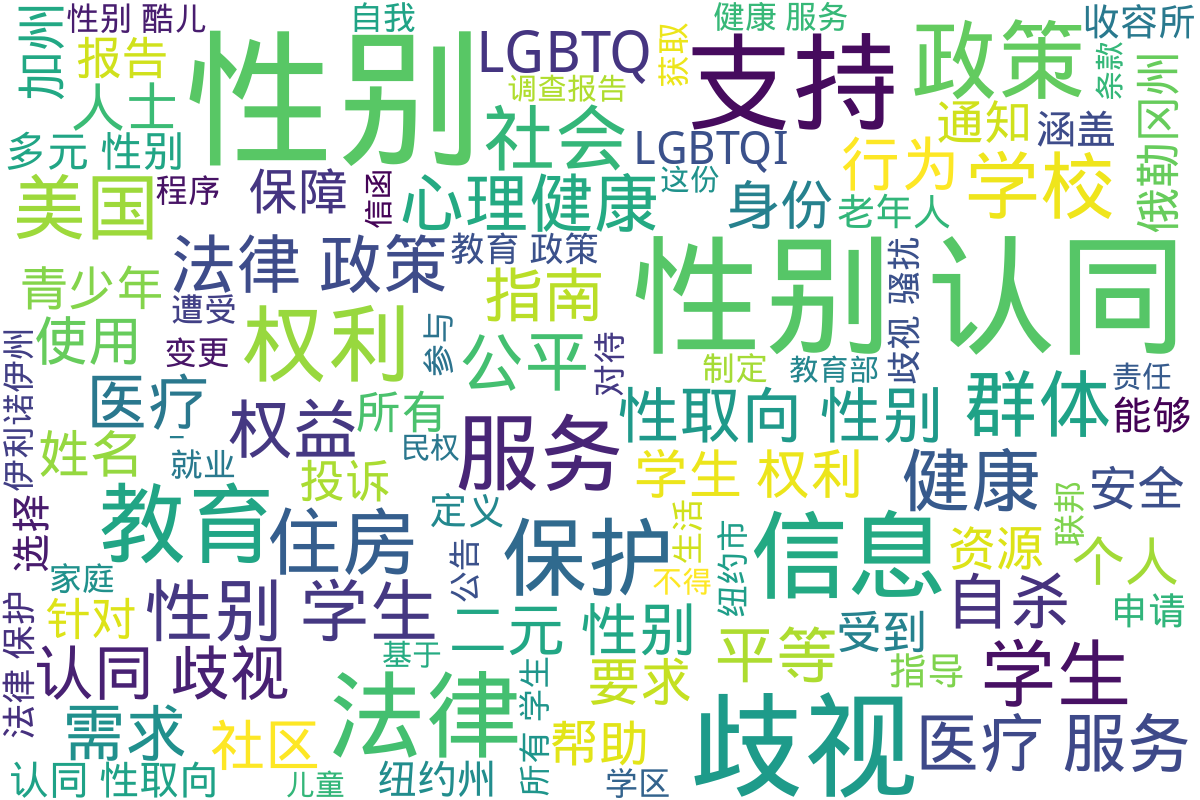 加州
性别 酷儿
自我
LGBTQ
健康 服务
收容所
报告
人士
性别
调查报告
获取
支持
政策
条款
俄勒冈州
多元 性别
社会
LGBTQI
通知
涵盖
行为
学校
美国
程序
保障
信函
心理健康
这份
身份
老年人
法律 政策
教育 政策
性别 认同
歧视 骚扰
青少年
遭受
指南
使用
变更
权利
参与
公平
对待
制定
教育部
责任
伊利诺伊州
医疗
权益
所有
性取向 性别
群体
能够
姓名
就业
民权
服务
投诉
学生 权利
健康
安全
选择
教育
住房
定义
保护
生活
纽约市
信息
资源
联邦
个人
家庭
公告
不得
自杀
申请
法律 保护
针对
性别 学生
二元 性别
平等
受到
认同 歧视
基于
所有 学生
要求
指导
学生
需求
社区
法律
帮助
歧视
医疗 服务
认同 性取向
儿童
纽约州
学区